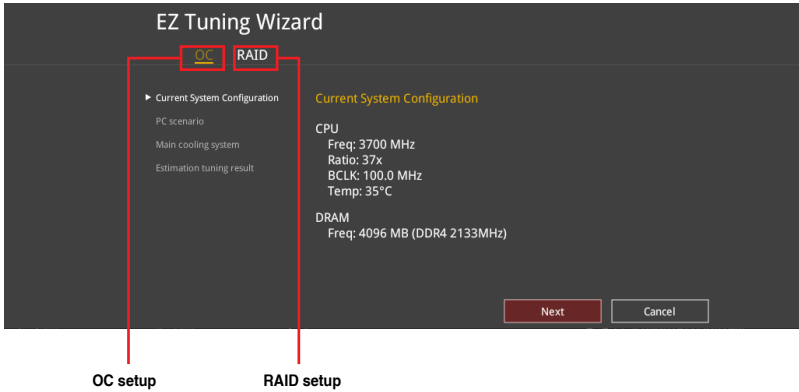 EZ Tuning Wizard
OC RAID
Current System Configuration
PC scenario
Main cooling system
Estimation tuning result
Current System Configuration
CPU
Freq: 3700 MHz
Ratio: 37x
BCLK: 100.0 MHz
Temp: 35°C
DRAM
Freq: 4096 MB (DDR4 2133MHz)
Next Cancel
OC setup RAID setup